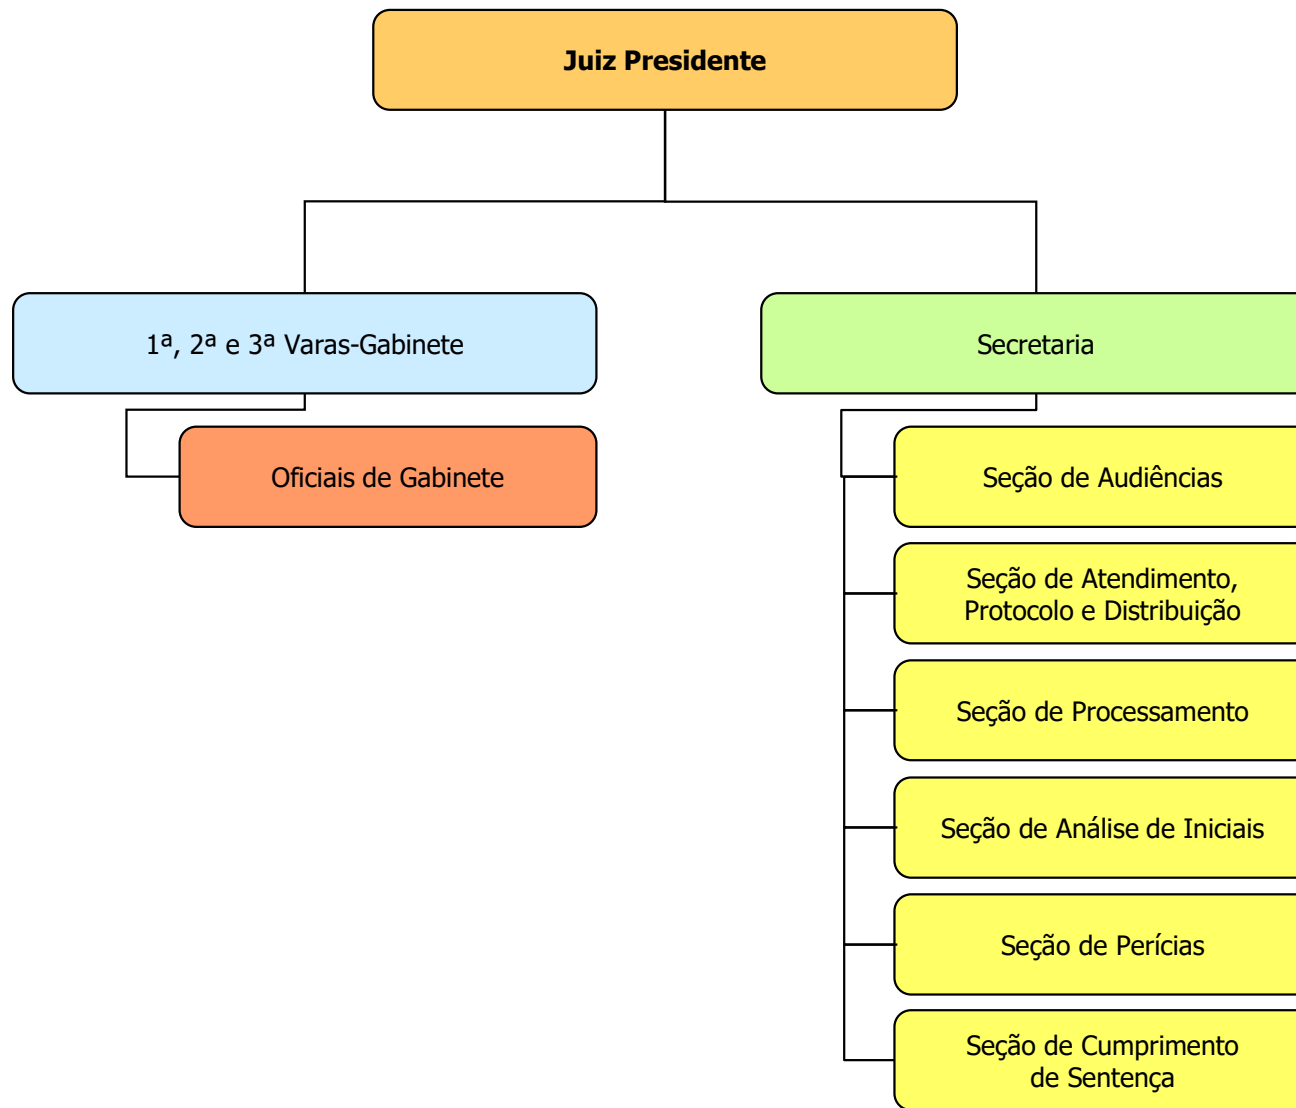 Juiz Presidente
1ª, 2ª e 3ª Varas-Gabinete
Secretaria
Oficiais de Gabinete
Seção de Audiências
Seção de Atendimento,
Protocolo e Distribuição
Seção de Processamento
Seção de Análise de Iniciais
Seção de Perícias
Seção de Cumprimento
de Sentença